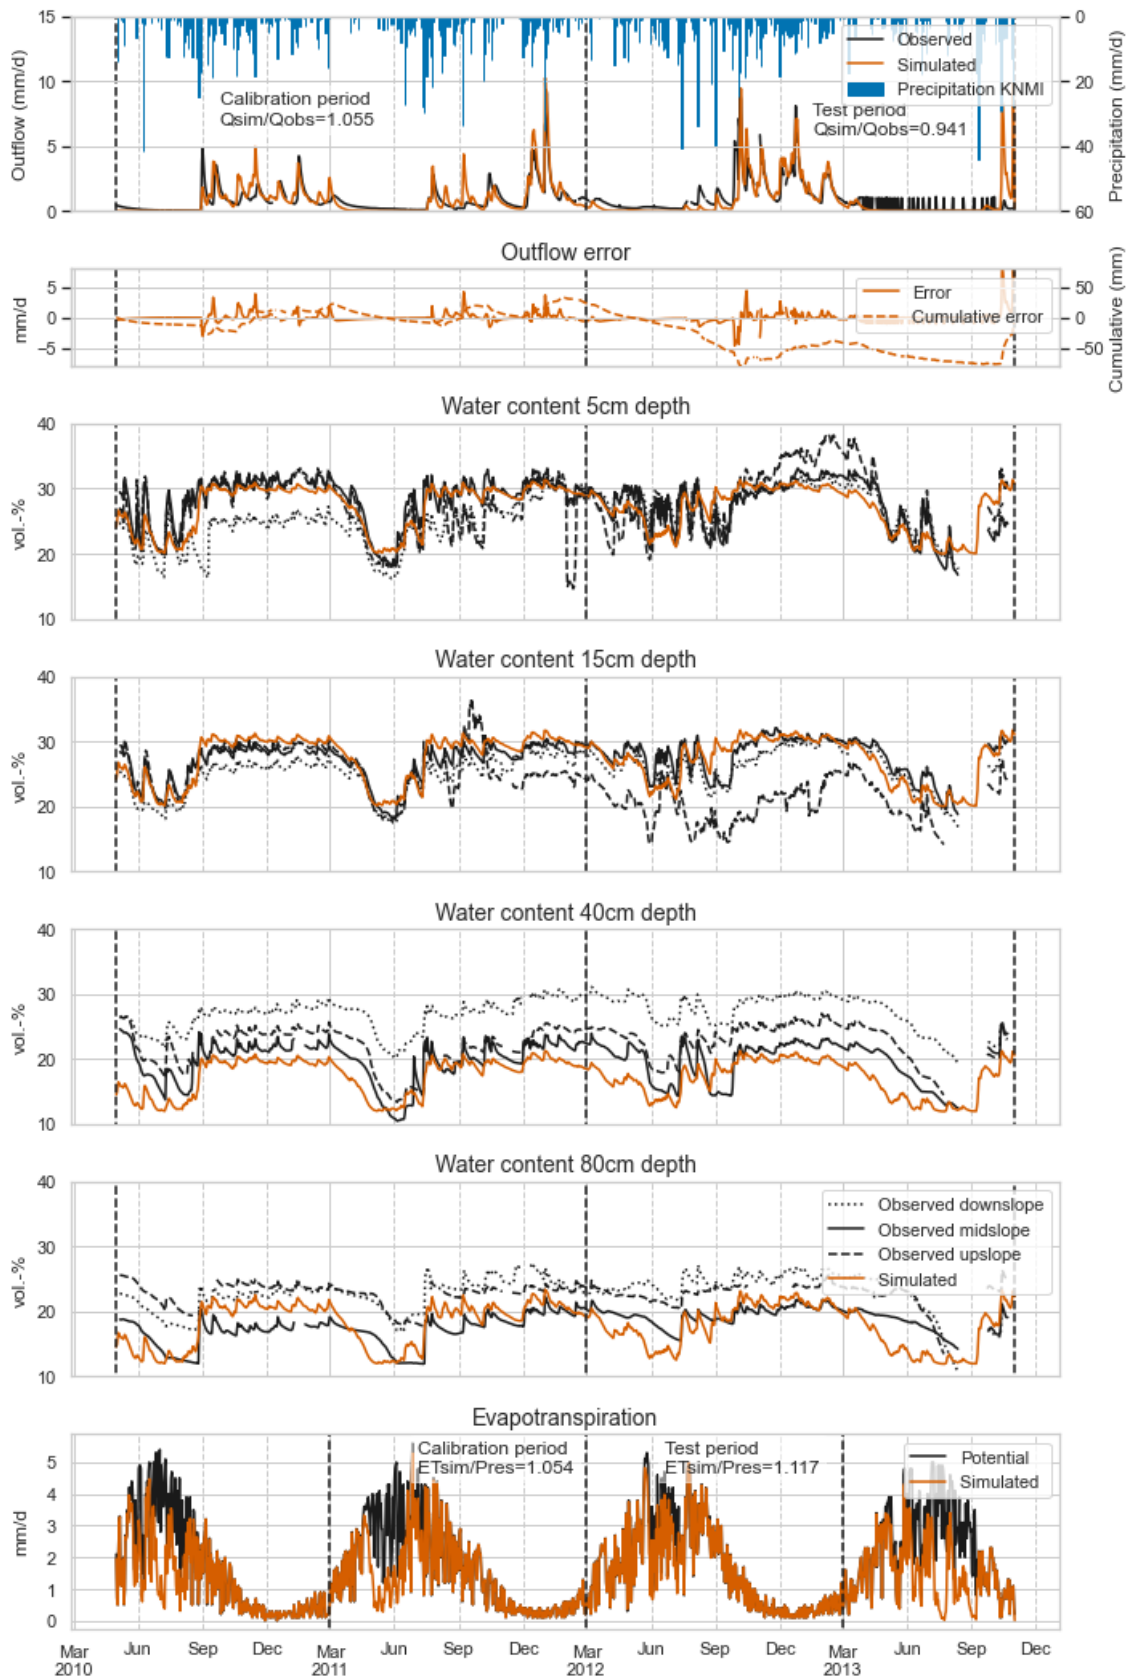 15
10
5
0
Outflow (mm/d)
0
20
40
60
Precipitation (mm/d)
Observed
Simulated
Precipitation KNMI
Calibration period
Qsim/Qobs=1.055
Test period
Qsim/Qobs=0.941
Outflow error
5
0
−5
mm/d
50
0
−50
Cumulative (mm)
Error
Cumulative error
Water content 5cm depth
40
30
20
10
vol.-%
Water content 15cm depth
40
30
20
10
vol.-%
Water content 40cm depth
40
30
20
10
vol.-%
Water content 80cm depth
40
30
20
10
vol.-%
Observed downslope
Observed midslope
Observed upslope
Simulated
Evapotranspiration
5
4
3
2
1
0
mm/d
Calibration period
ETsim/Pres=1.054
Test period
ETsim/Pres=1.117
Potential
Simulated
Mar Jun Sep Dec Mar Jun Sep Dec Mar Jun Sep Dec Mar Jun Sep Dec
2010 2011 2012 2013